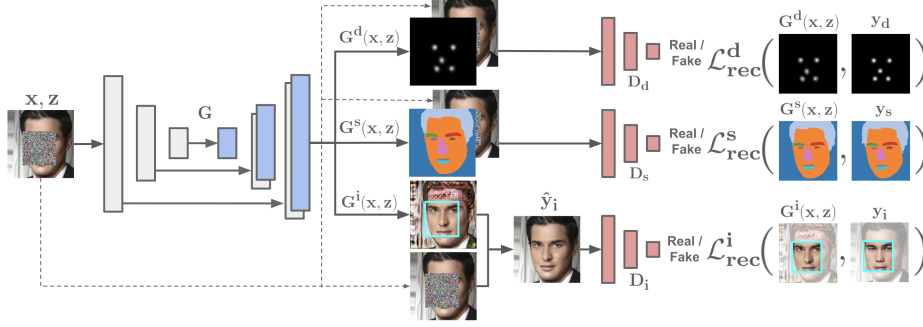 x, z
G
G^d(x, z)
G^s(x, z)
G^i(x, z)
ŷ_i
D_d
Real /
Fake
L^d_rec(
G^d(x, z)
,
y_d
)
D_s
Real /
Fake
L^s_rec(
G^s(x, z)
,
y_s
)
D_i
Real /
Fake
L^i_rec(
G^i(x, z)
,
y_i
)